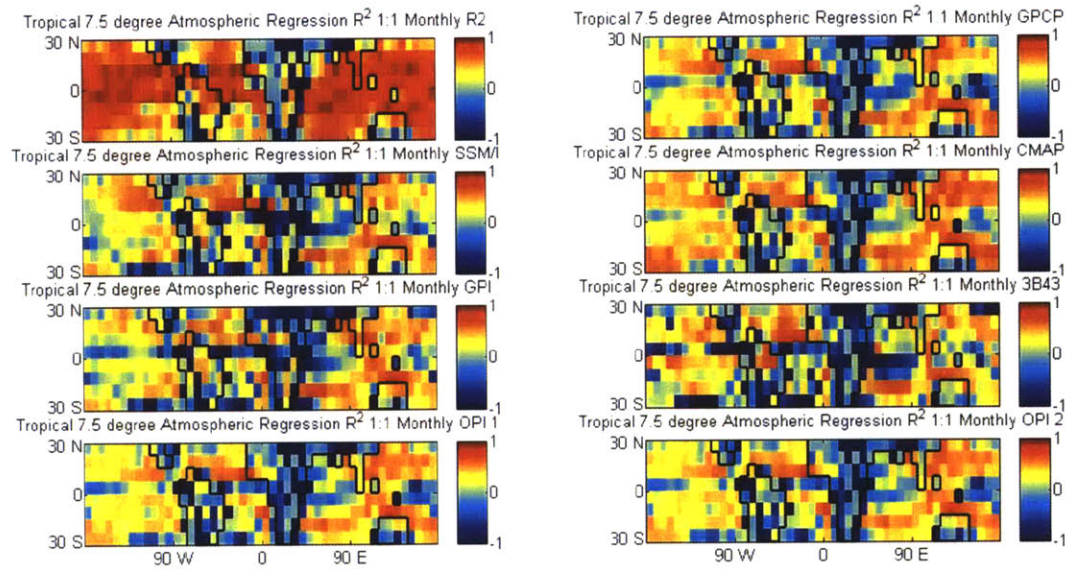 Tropical 7.5 degree Atmospheric Regression R² 1:1 Monthly R2
30 N
0
30 S
1
0
-1
Tropical 7.5 degree Atmospheric Regression R² 1:1 Monthly SSM/I
30 N
0
30 S
1
0
-1
Tropical 7.5 degree Atmospheric Regression R² 1:1 Monthly GPI
30 N
0
30 S
1
0
-1
Tropical 7.5 degree Atmospheric Regression R² 1:1 Monthly OPI 1
30 N
0
30 S
90 W 0 90 E
1
0
-1
Tropical 7.5 degree Atmospheric Regression R² 1:1 Monthly GPCP
30 N
0
30 S
1
0
-1
Tropical 7.5 degree Atmospheric Regression R² 1:1 Monthly CMAP
30 N
0
30 S
1
0
-1
Tropical 7.5 degree Atmospheric Regression R² 1:1 Monthly 3B43
30 N
0
30 S
1
0
-1
Tropical 7.5 degree Atmospheric Regression R² 1:1 Monthly OPI 2
30 N
0
30 S
90 W 0 90 E
1
0
-1